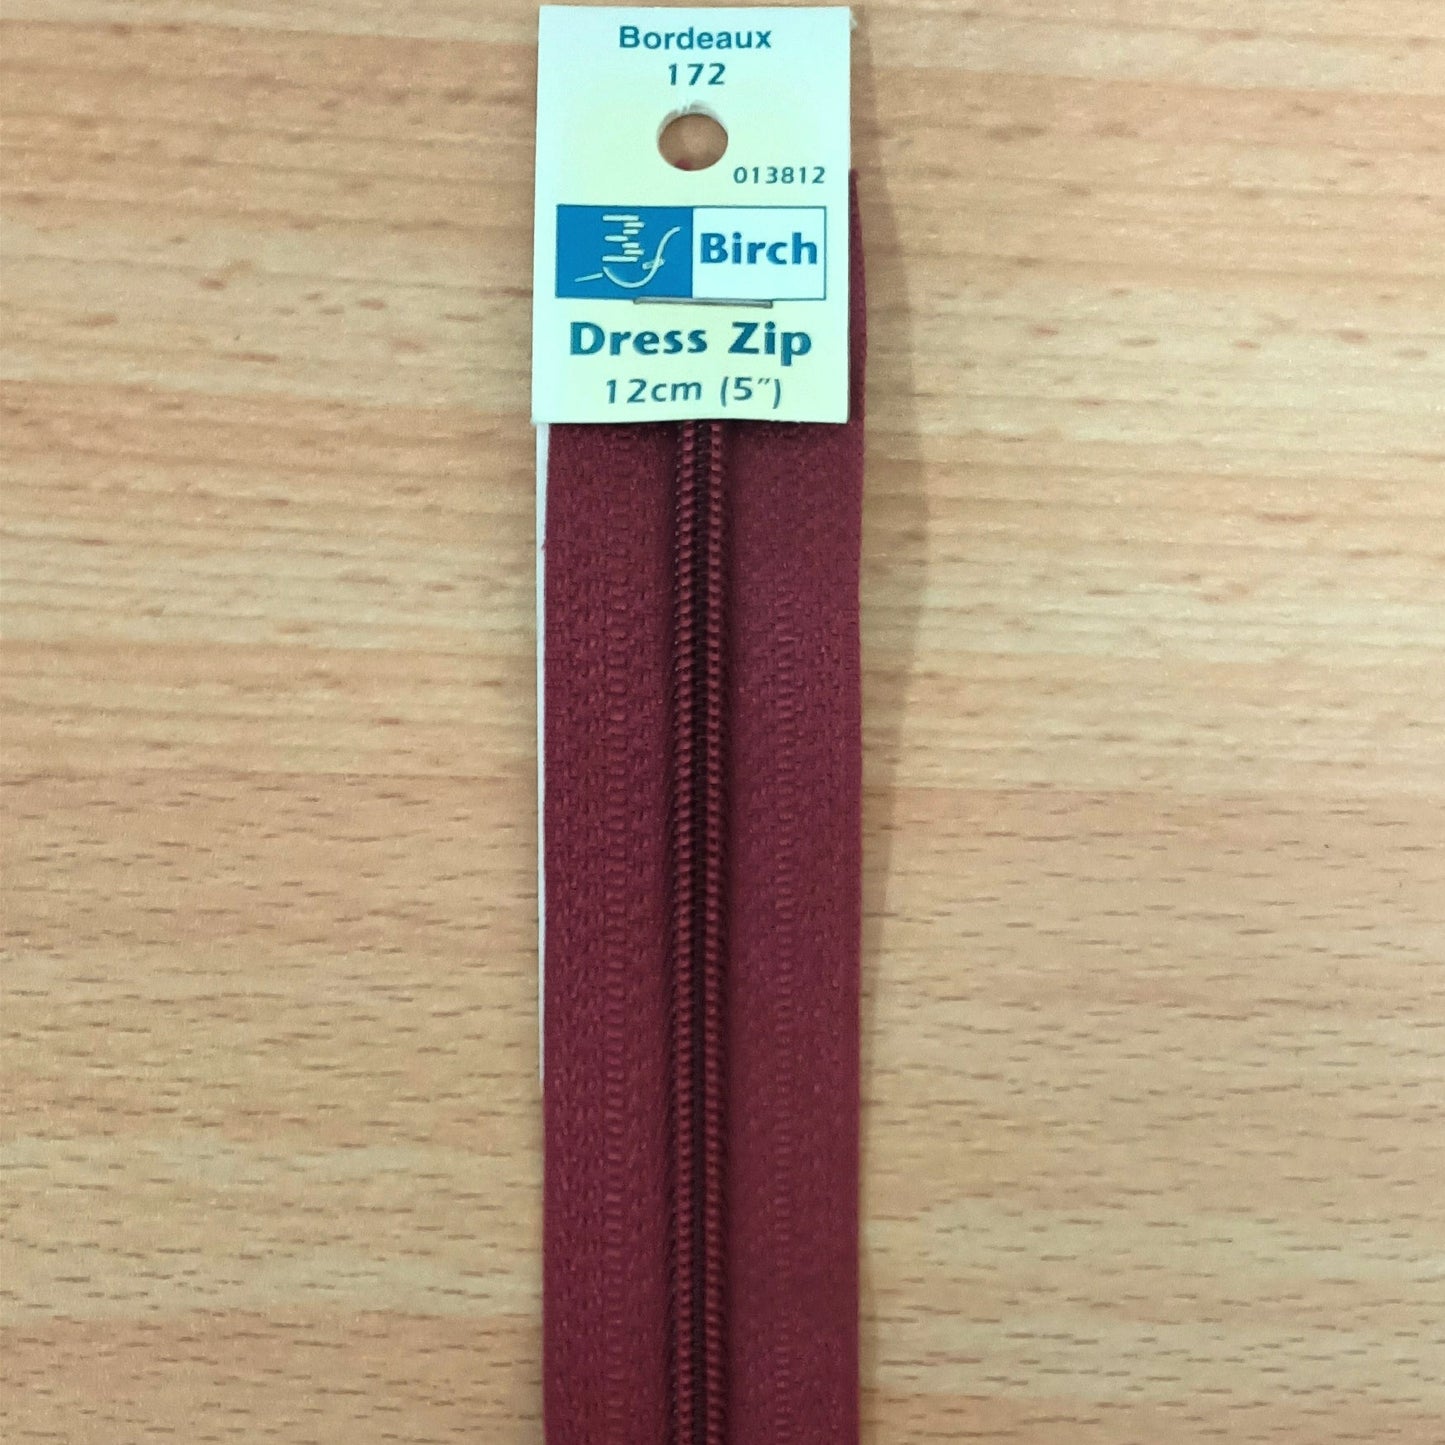 Bordeaux
172
013812
Birch
Dress Zip
12cm (5″)